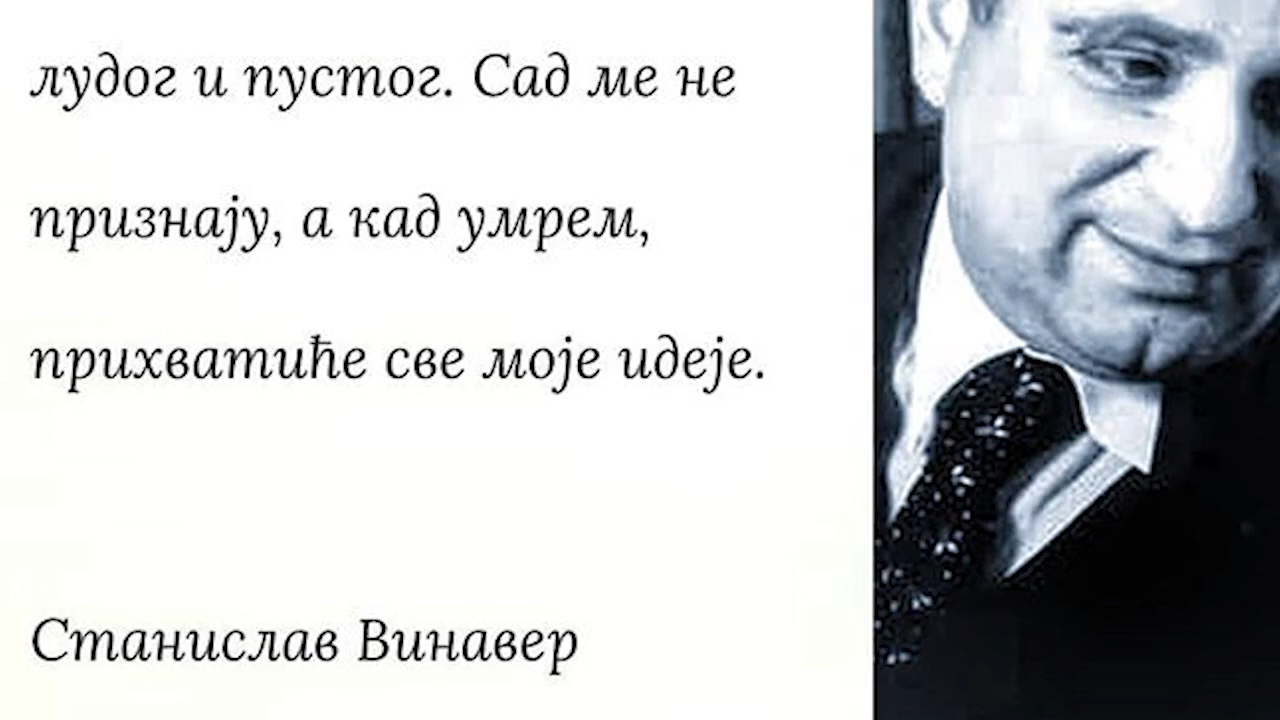 лудог и пустог. Сад ме не
признају, а кад умрем,
прихватиће све моје идеје.
Станислав Винавер